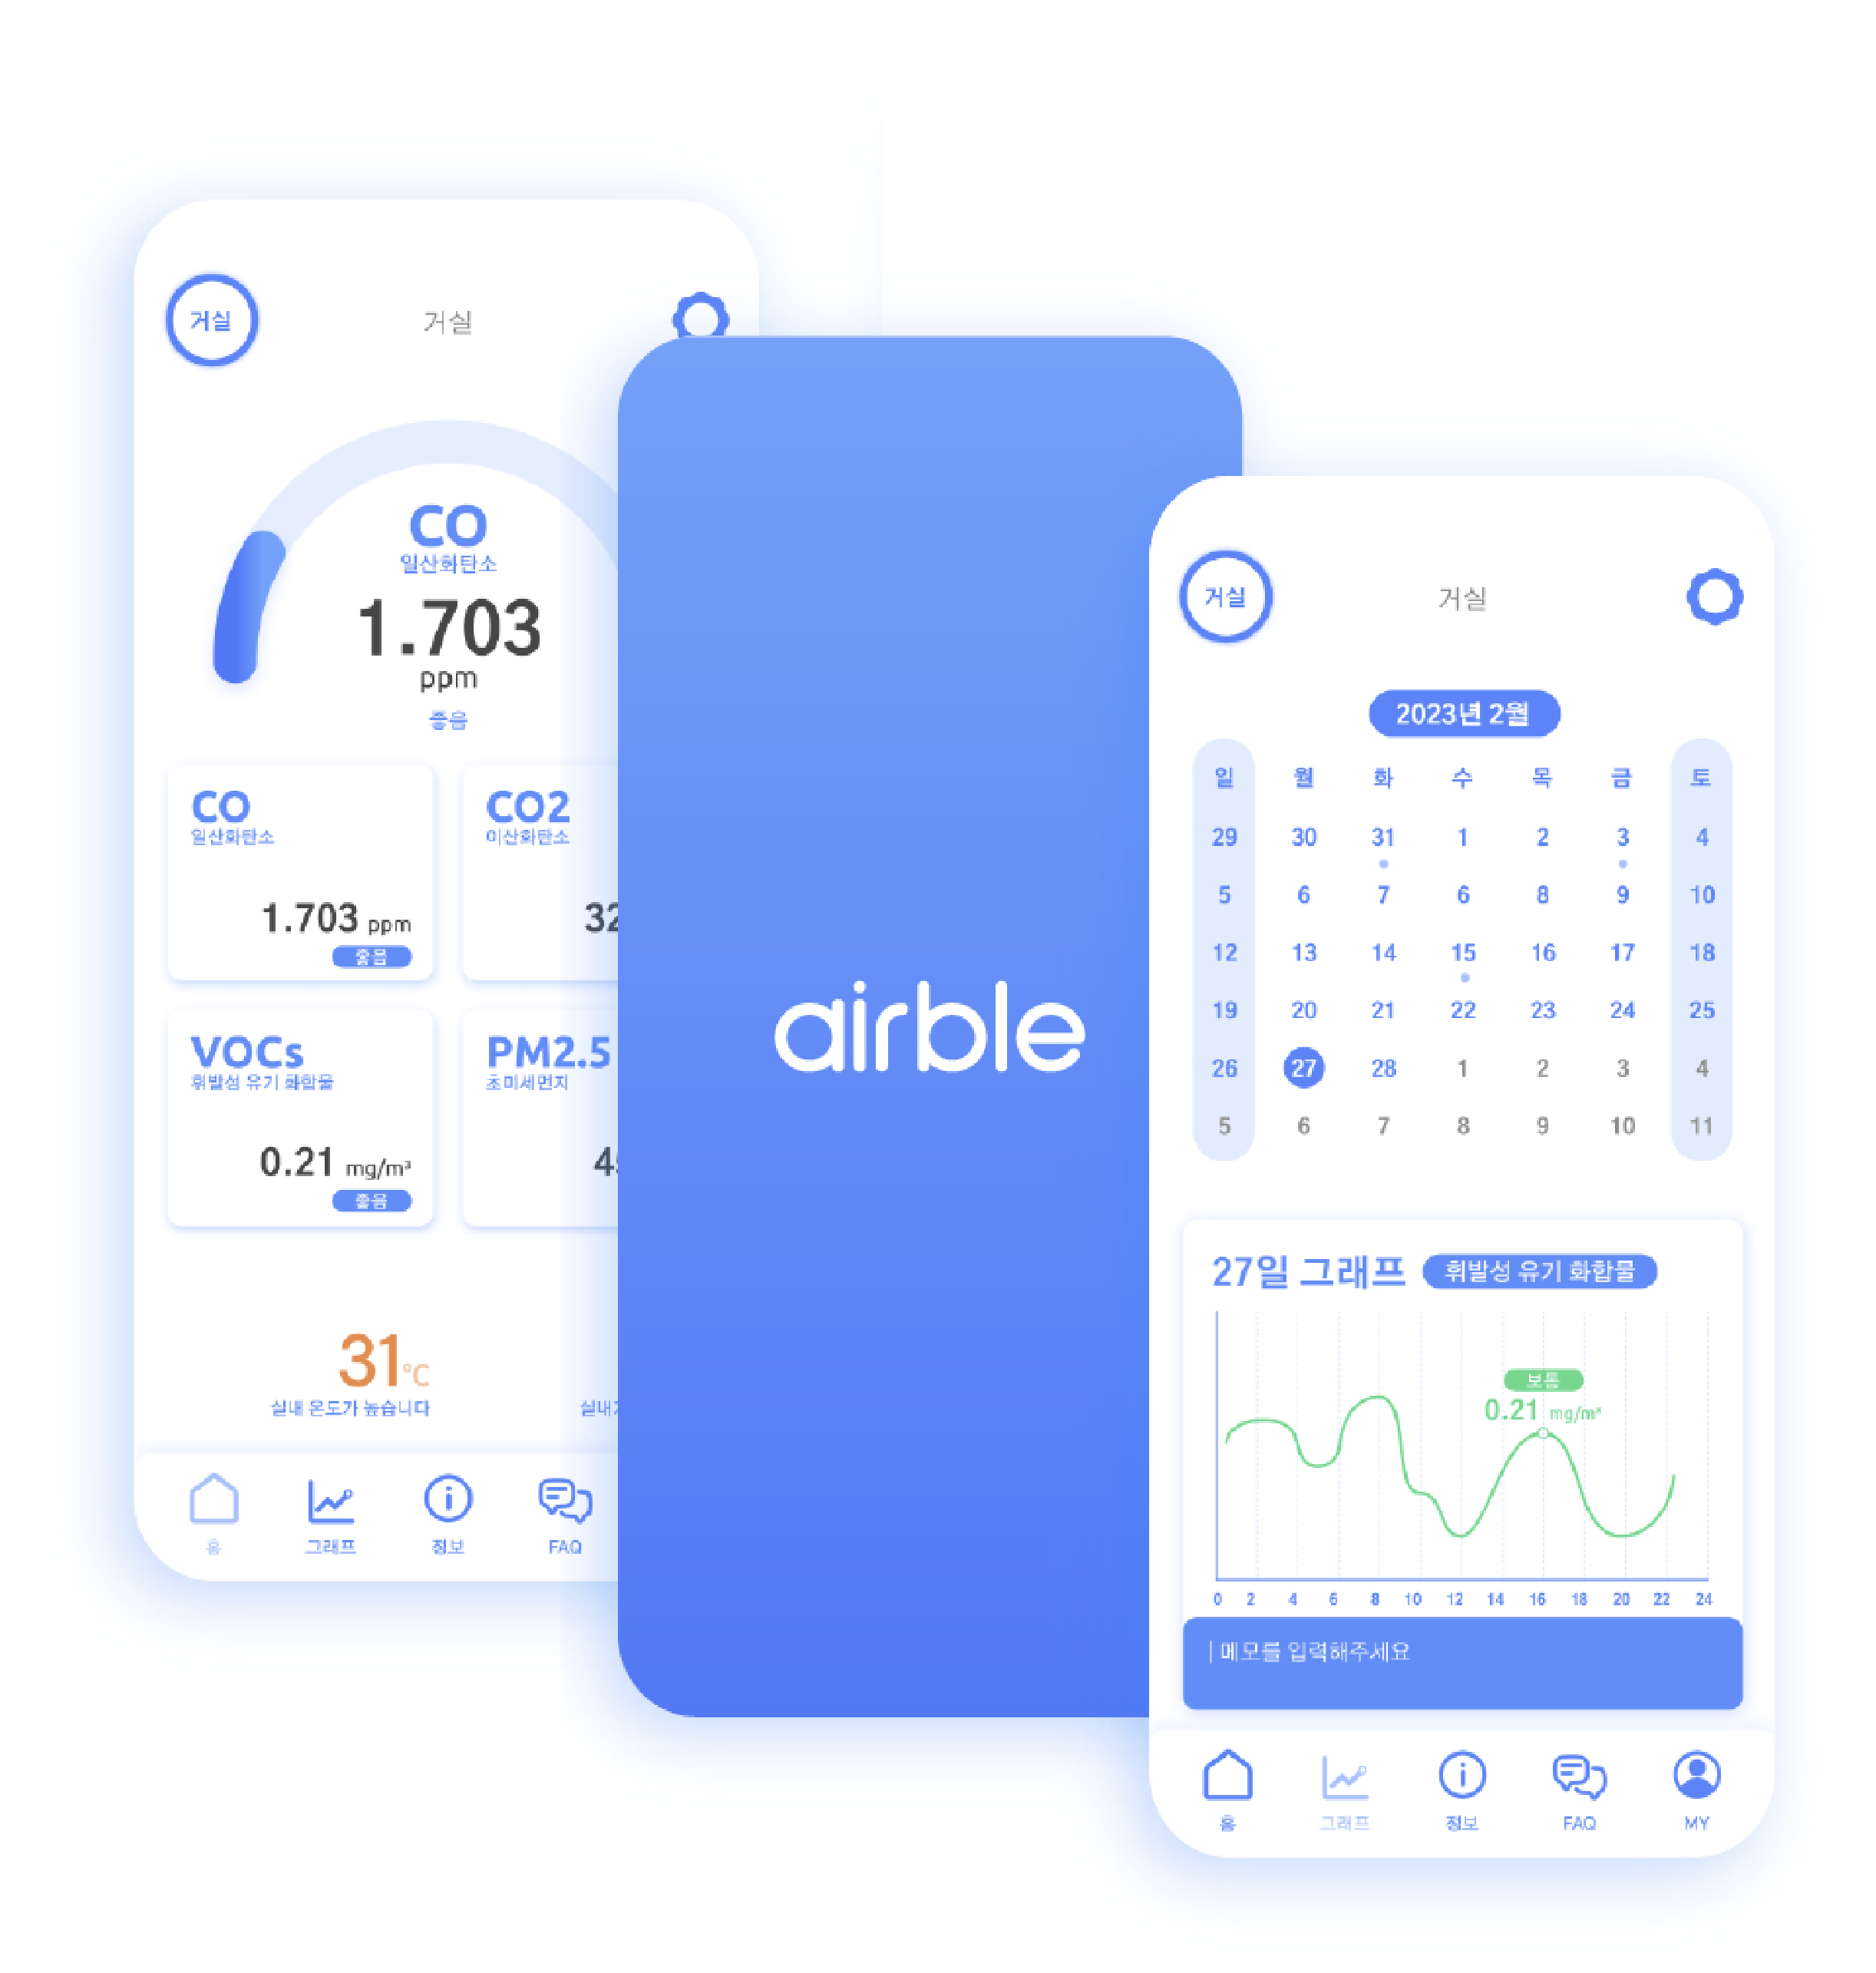 거실
거실
CO
일산화탄소
1.703
ppm
좋음
CO
일산화탄소
1.703 ppm
좋음
CO2
이산화탄소
32
VOCs
휘발성 유기 화합물
0.21 mg/m³
좋음
PM2.5
초미세먼지
4
31°C
실내 온도가 높습니다
실내
홈
그래프
정보
FAQ
airble
거실
거실
2023년 2월
일 월 화 수 목 금 토
29 30 31 1 2 3 4
5 6 7 6 8 9 10
12 13 14 15 16 17 18
19 20 21 22 23 24 25
26 27 28 1 2 3 4
5 6 7 8 9 10 11
27일 그래프 휘발성 유기 화합물
보통
0.21 mg/m³
0 2 4 6 8 10 12 14 16 18 20 22 24
메모를 입력해주세요
홈 그래프 정보 FAQ MY